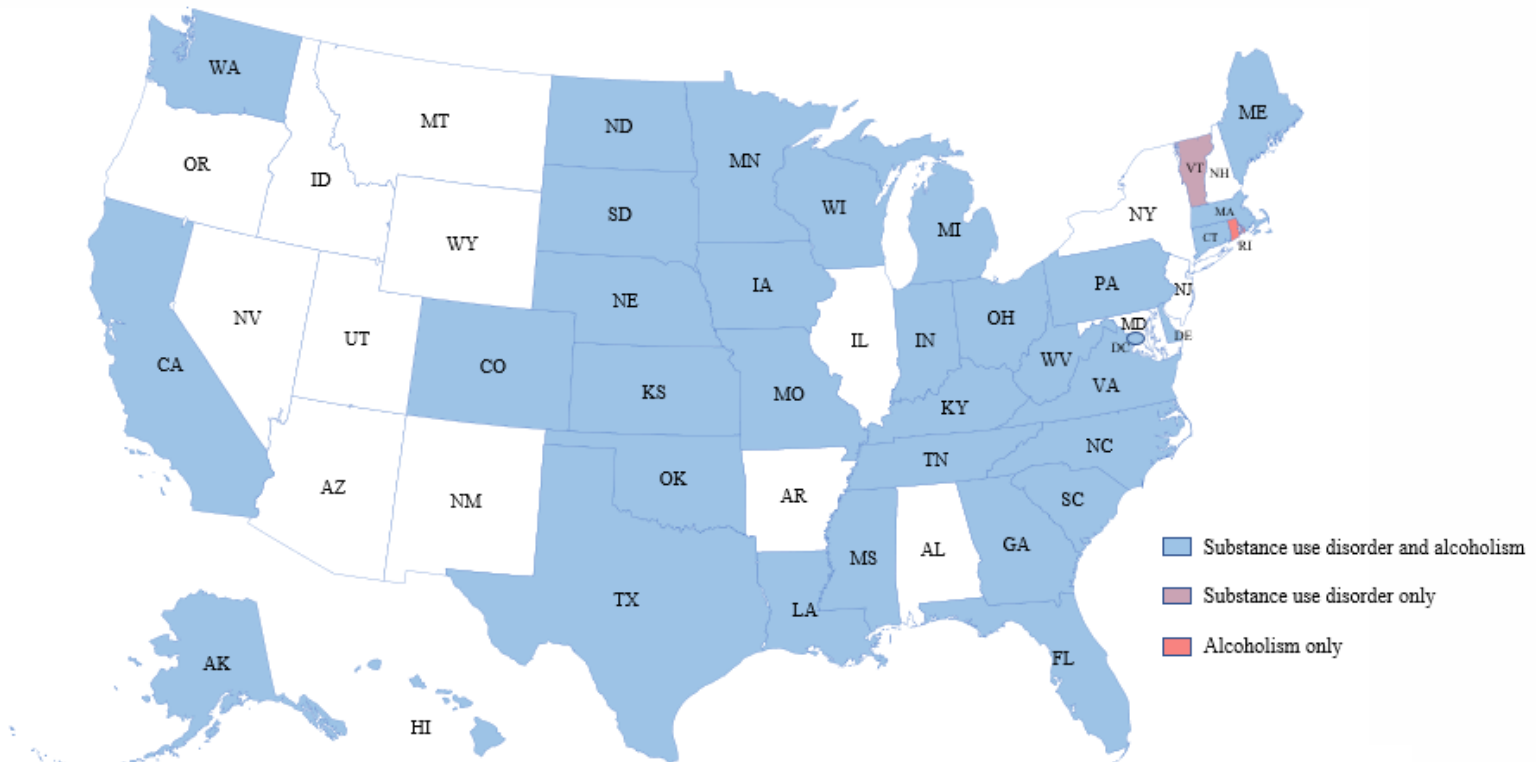 WA
MT
ND
MN
ME
OR
ID
SD
WI
MI
VT
NH
NY
MA
CT
RI
WY
NE
IA
PA
NJ
NV
UT
CO
KS
MO
IL
IN
OH
MD
DE
DC
WV
VA
CA
KY
AZ
NM
OK
AR
TN
NC
SC
MS
AL
GA
TX
LA
FL
AK
HI
Substance use disorder and alcoholism
Substance use disorder only
Alcoholism only